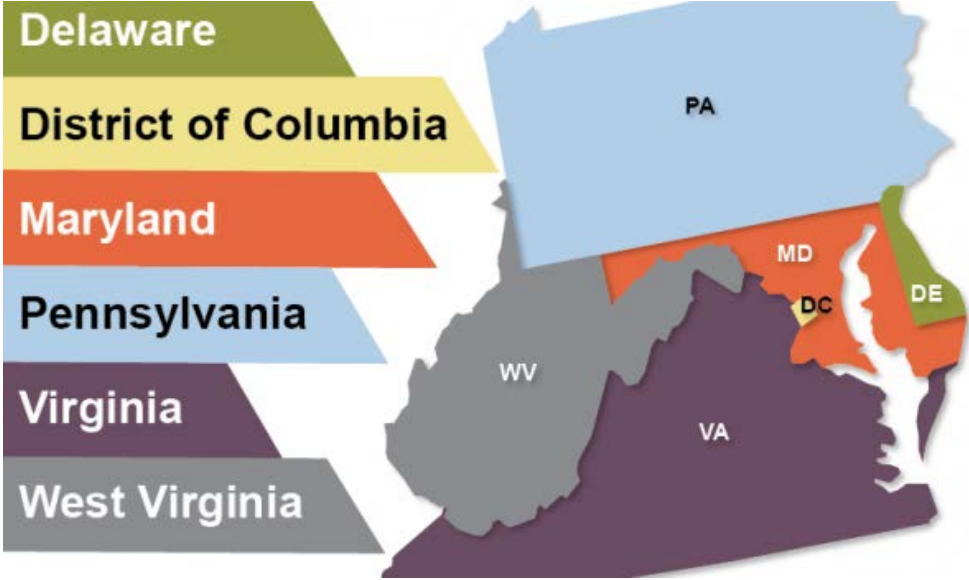 Delaware
District of Columbia
Maryland
Pennsylvania
Virginia
West Virginia
PA
MD
DE
DC
WV
VA